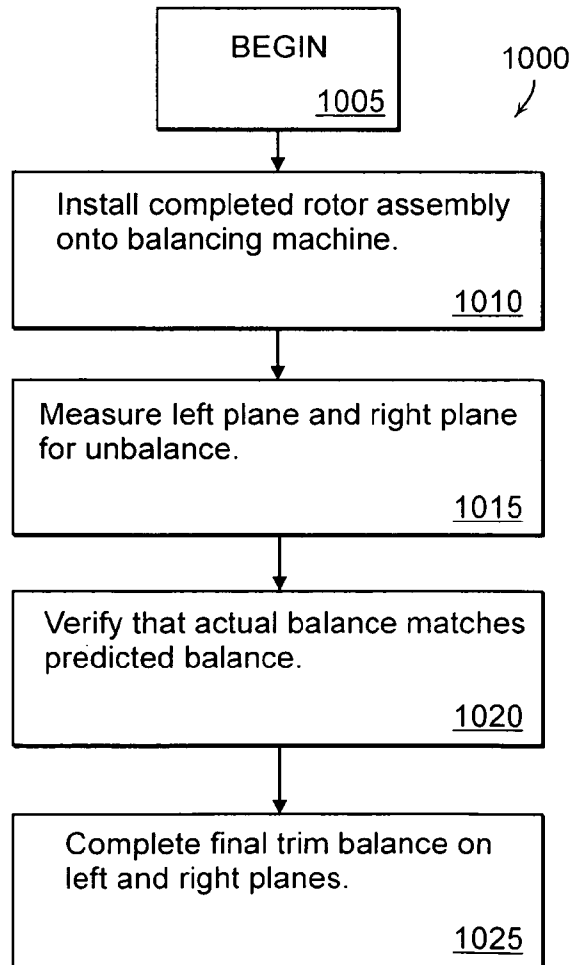 BEGIN
1005
1000
Install completed rotor assembly
onto balancing machine.
1010
Measure left plane and right plane
for unbalance.
1015
Verify that actual balance matches
predicted balance.
1020
Complete final trim balance on
left and right planes.
1025